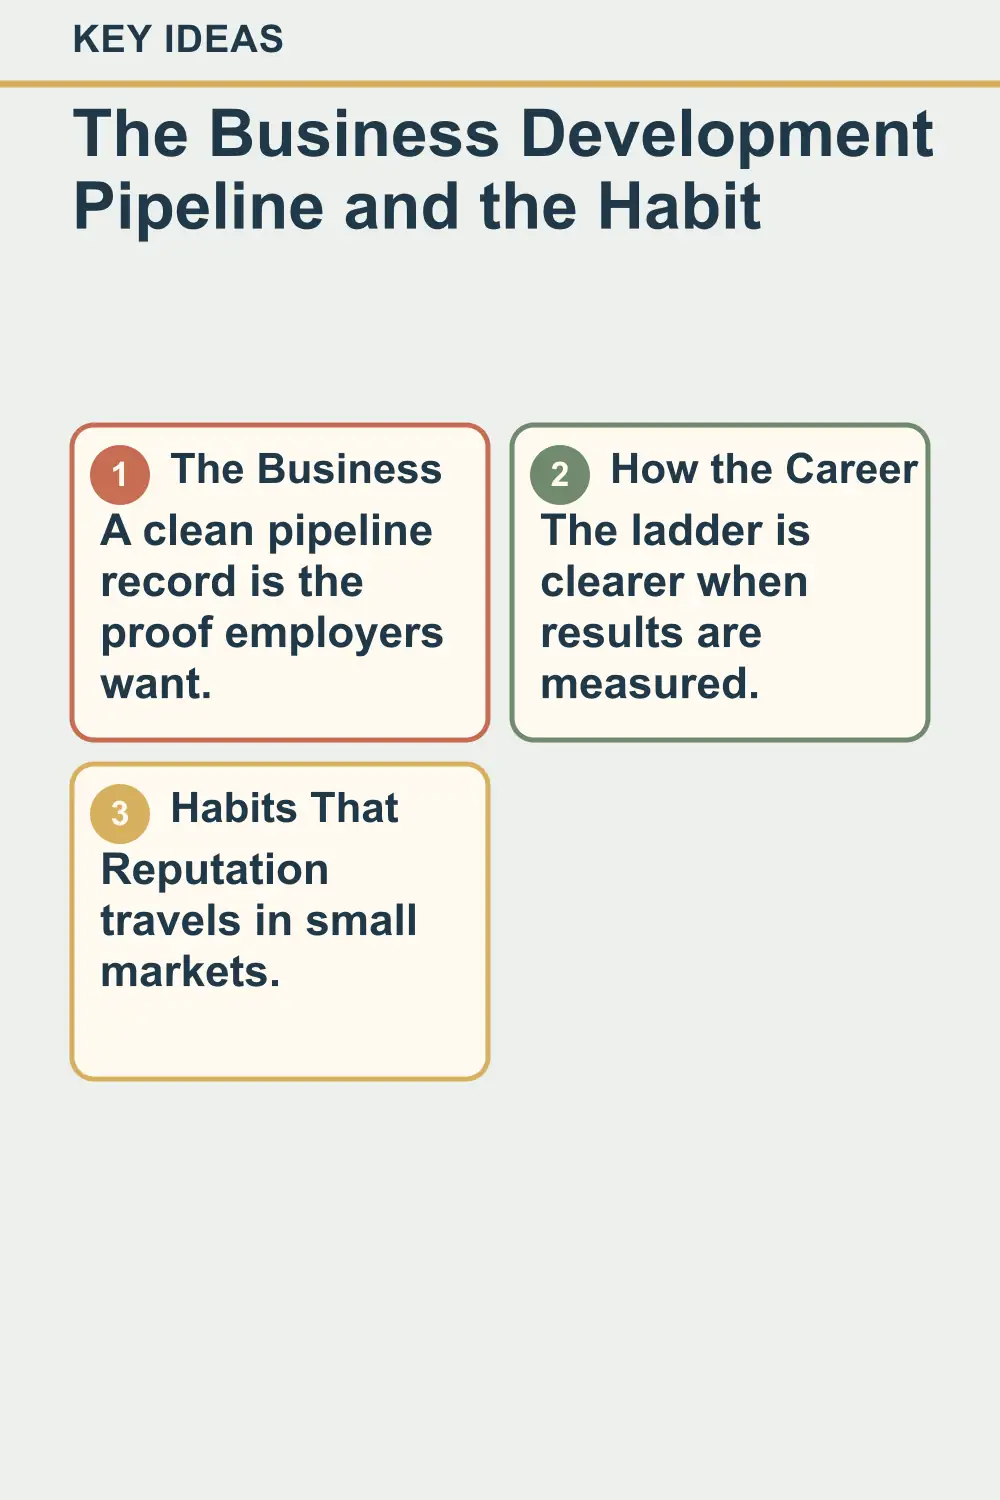 KEY IDEAS
The Business Development
Pipeline and the Habit
1 The Business
A clean pipeline
record is the
proof employers
want.
2 How the Career
The ladder is
clearer when
results are
measured.
3 Habits That
Reputation
travels in small
markets.